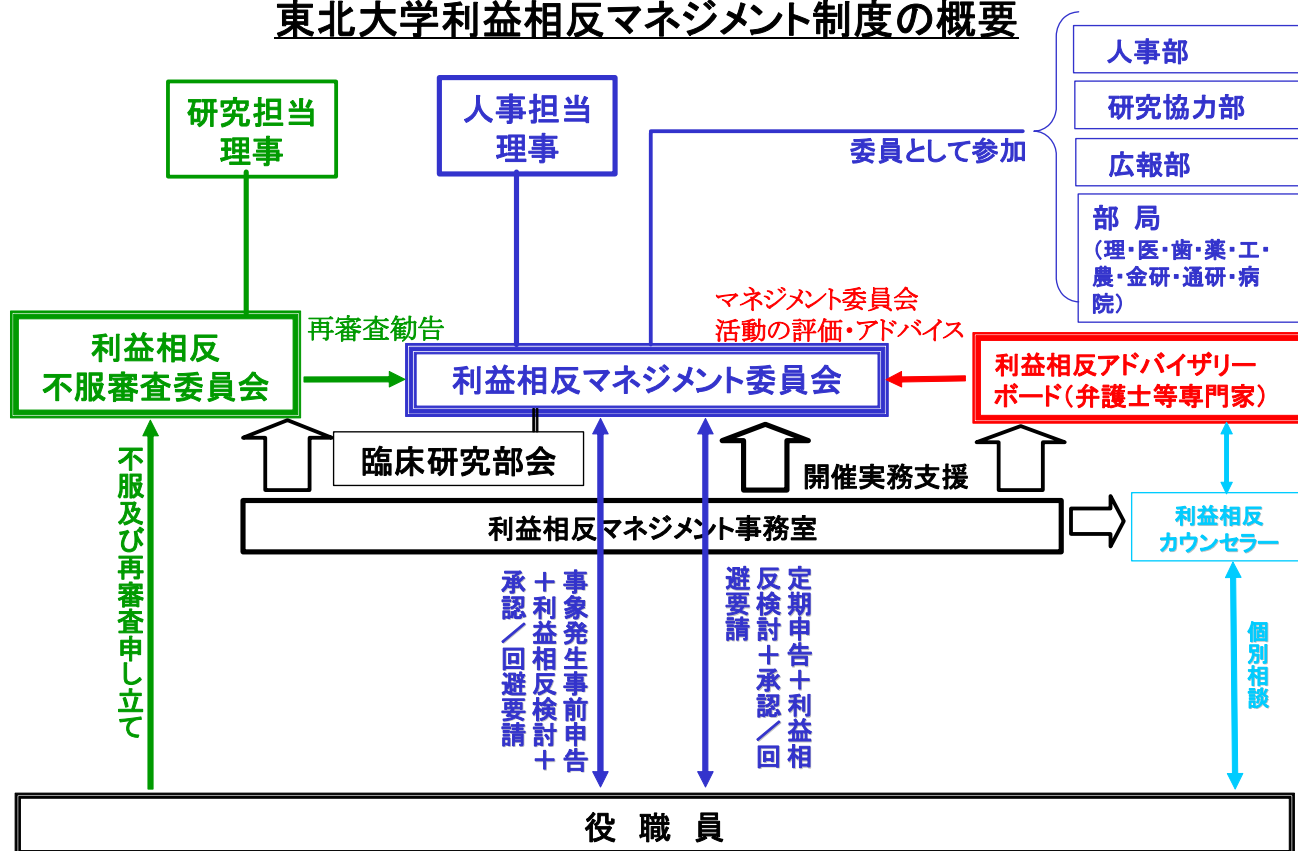 東北大学利益相反マネジメント制度の概要
研究担当
理事
人事担当
理事
委員として参加
人事部
研究協力部
広報部
部 局
（理・医・歯・薬・工・
農・金研・通研・病
院）
利益相反
不服審査委員会
再審査勧告
利益相反マネジメント委員会
マネジメント委員会
活動の評価・アドバイス
利益相反アドバイザリー
ボード（弁護士等専門家）
臨床研究部会
開催実務支援
利益相反マネジメント事務室
利益相反
カウンセラー
不服及び再審査申し立て
事象発生事前申告
＋利益相反検討＋
承認／回避要請
定期申告＋利益相
反検討＋承認／回
避要請
個別相談
役 職 員